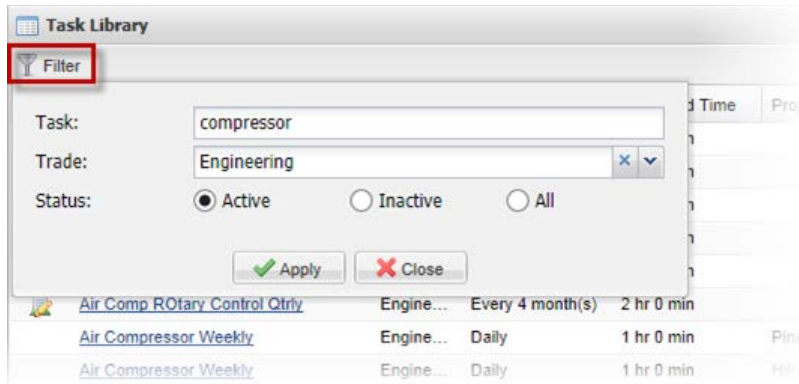 Task Library
Filter
d Time Pro
Task: compressor
Trade: Engineering
Status: Active Inactive All
Apply Close
Air Comp ROtary Control Qtrly Engine... Every 4 month(s) 2 hr 0 min
Air Compressor Weekly Engine... Daily 1 hr 0 min
Air Compressor Weekly Engine... Daily 1 hr 0 min